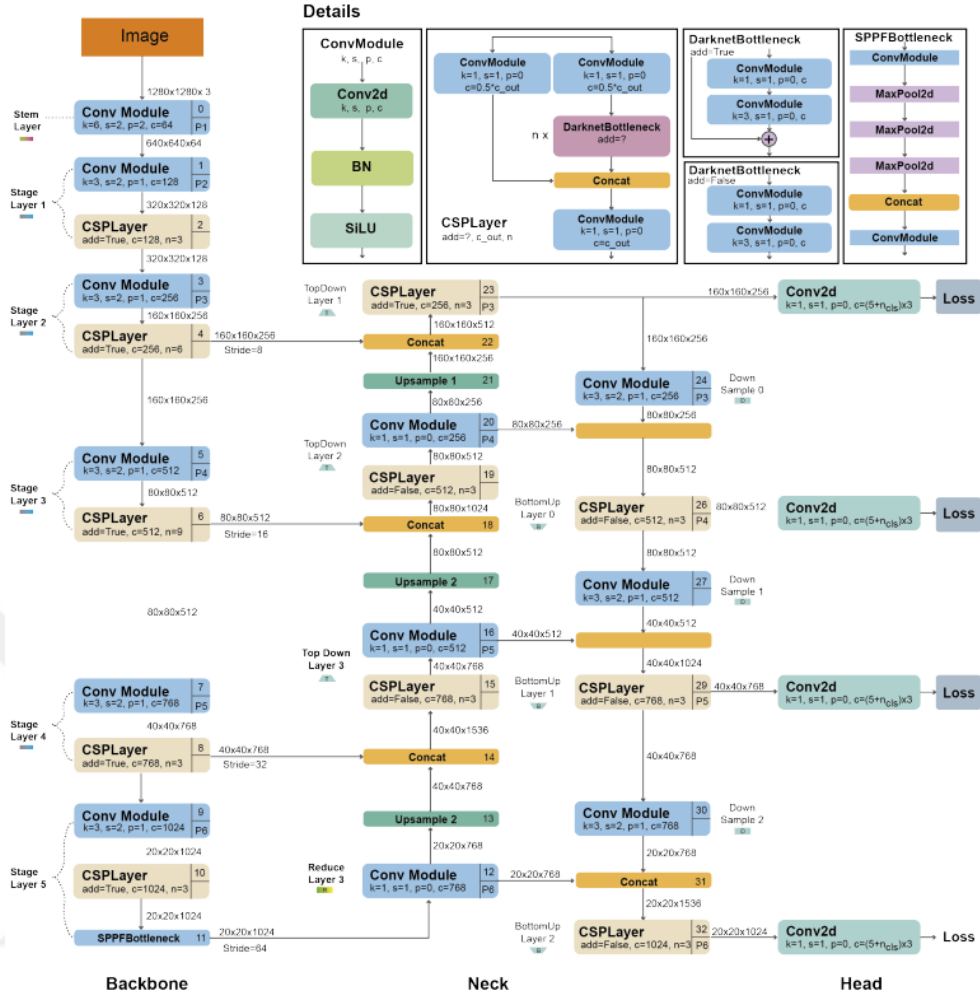 Details
Image
1280x1280x 3
Stem
Layer
Conv Module
k=6, s=2, p=2, c=64
0
P1
640x640x64
Stage
Layer 1
Conv Module
k=3, s=2, p=1, c=128
1
P2
320x320x128
CSPLayer
add=True, c=128, n=3
2
320x320x128
Stage
Layer 2
Conv Module
k=3, s=2, p=1, c=256
3
P3
160x160x256
CSPLayer
add=True, c=256, n=6
4
160x160x256
Stride=8
160x160x256
Stage
Layer 3
Conv Module
k=3, s=2, p=1, c=512
5
P4
80x80x512
CSPLayer
add=True, c=512, n=9
6
80x80x512
Stride=16
80x80x512
Stage
Layer 4
Conv Module
k=3, s=2, p=1, c=768
7
P5
40x40x768
CSPLayer
add=True, c=768, n=3
8
40x40x768
Stride=32
Stage
Layer 5
Conv Module
k=3, s=2, p=1, c=1024
9
P6
20x20x1024
CSPLayer
add=True, c=1024, n=3
10
20x20x1024
SPPFBottleneck
11
20x20x1024
Stride=64
Backbone
ConvModule
k, s, p, c
Conv2d
k, s, p, c
BN
SiLU
ConvModule
k=1, s=1, p=0
c=0.5*c_out
ConvModule
k=1, s=1, p=0
c=0.5*c_out
n x
DarknetBottleneck
add=?
Concat
CSPLayer
add=?, c_out, n
ConvModule
k=1, s=1, p=0
c=c_out
DarknetBottleneck
add=True
ConvModule
k=1, s=1, p=0, c
ConvModule
k=3, s=1, p=0, c
+
DarknetBottleneck
add=False
ConvModule
k=1, s=1, p=0, c
ConvModule
k=3, s=1, p=0, c
SPPFBottleneck
ConvModule
MaxPool2d
MaxPool2d
MaxPool2d
Concat
ConvModule
TopDown
Layer 1
T
CSPLayer
add=True, c=256, n=3
23
P3
160x160x512
Concat
22
160x160x256
Upsample 1
21
80x80x256
TopDown
Layer 2
T
Conv Module
k=1, s=1, p=0, c=256
20
P4
80x80x256
80x80x512
CSPLayer
add=False, c=512, n=3
19
80x80x1024
Concat
18
80x80x512
Upsample 2
17
40x40x512
Top Down
Layer 3
T
Conv Module
k=1, s=1, p=0, c=512
16
P5
40x40x512
40x40x768
CSPLayer
add=False, c=768, n=3
15
40x40x1536
Concat
14
40x40x768
Upsample 2
13
20x20x768
Reduce
Layer 3
R
Conv Module
k=1, s=1, p=0, c=768
12
P6
20x20x768
Neck
160x160x256
160x160x256
Conv Module
k=3, s=2, p=1, c=256
24
P3
Down
Sample 0
D
80x80x256
80x80x512
BottomUp
Layer 0
B
CSPLayer
add=False, c=512, n=3
26
P4
80x80x512
80x80x512
Conv Module
k=3, s=2, p=1, c=512
27
Down
Sample 1
D
40x40x512
40x40x1024
BottomUp
Layer 1
B
CSPLayer
add=False, c=768, n=3
29
P5
40x40x768
40x40x768
Conv Module
k=3, s=2, p=1, c=768
30
Down
Sample 2
D
20x20x768
Concat
31
20x20x1536
BottomUp
Layer 2
B
CSPLayer
add=False, c=1024, n=3
32
P6
20x20x1024
Conv2d
k=1, s=1, p=0, c=(5+ncls)x3
Loss
Conv2d
k=1, s=1, p=0, c=(5+ncls)x3
Loss
Conv2d
k=1, s=1, p=0, c=(5+ncls)x3
Loss
Conv2d
k=1, s=1, p=0, c=(5+ncls)x3
Loss
Head